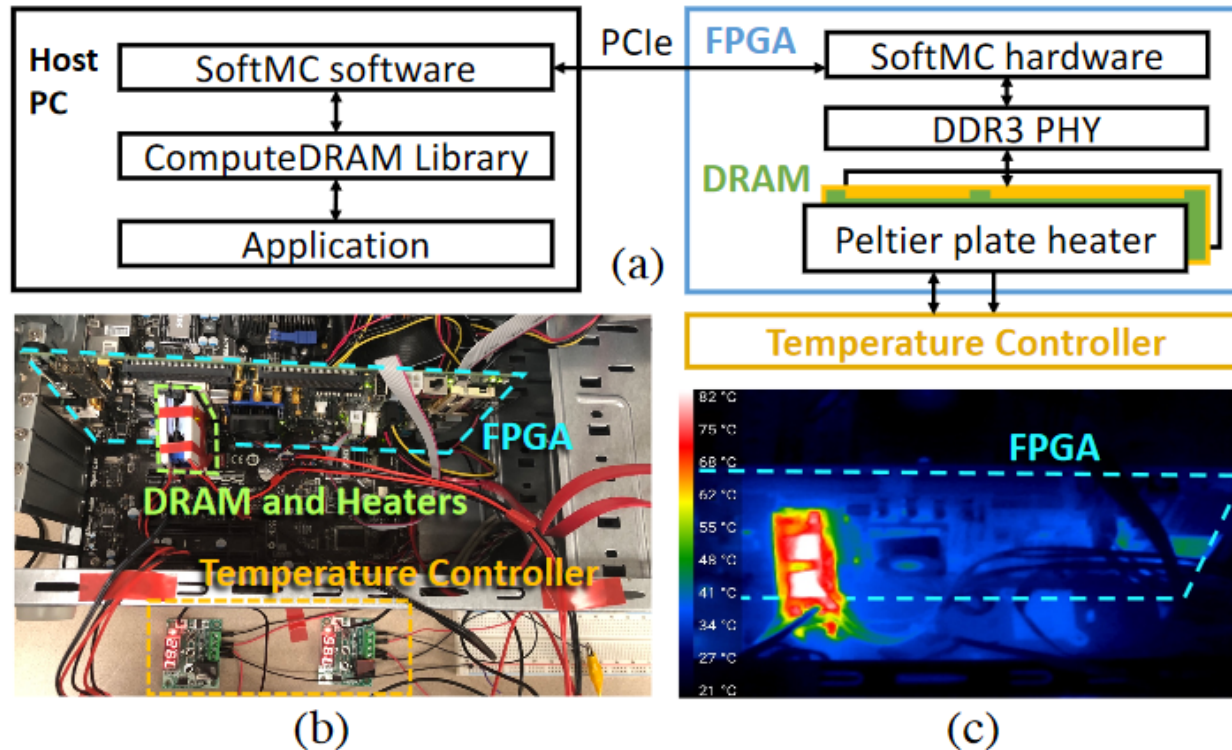 Host
PC
SoftMC software
ComputeDRAM Library
Application
PCIe
FPGA
SoftMC hardware
DDR3 PHY
DRAM
Peltier plate heater
(a)
Temperature Controller
FPGA
DRAM and Heaters
Temperature Controller
(b)
82 °C
75 °C
68 °C
62 °C
55 °C
48 °C
41 °C
34 °C
27 °C
21 °C
FPGA
(c)